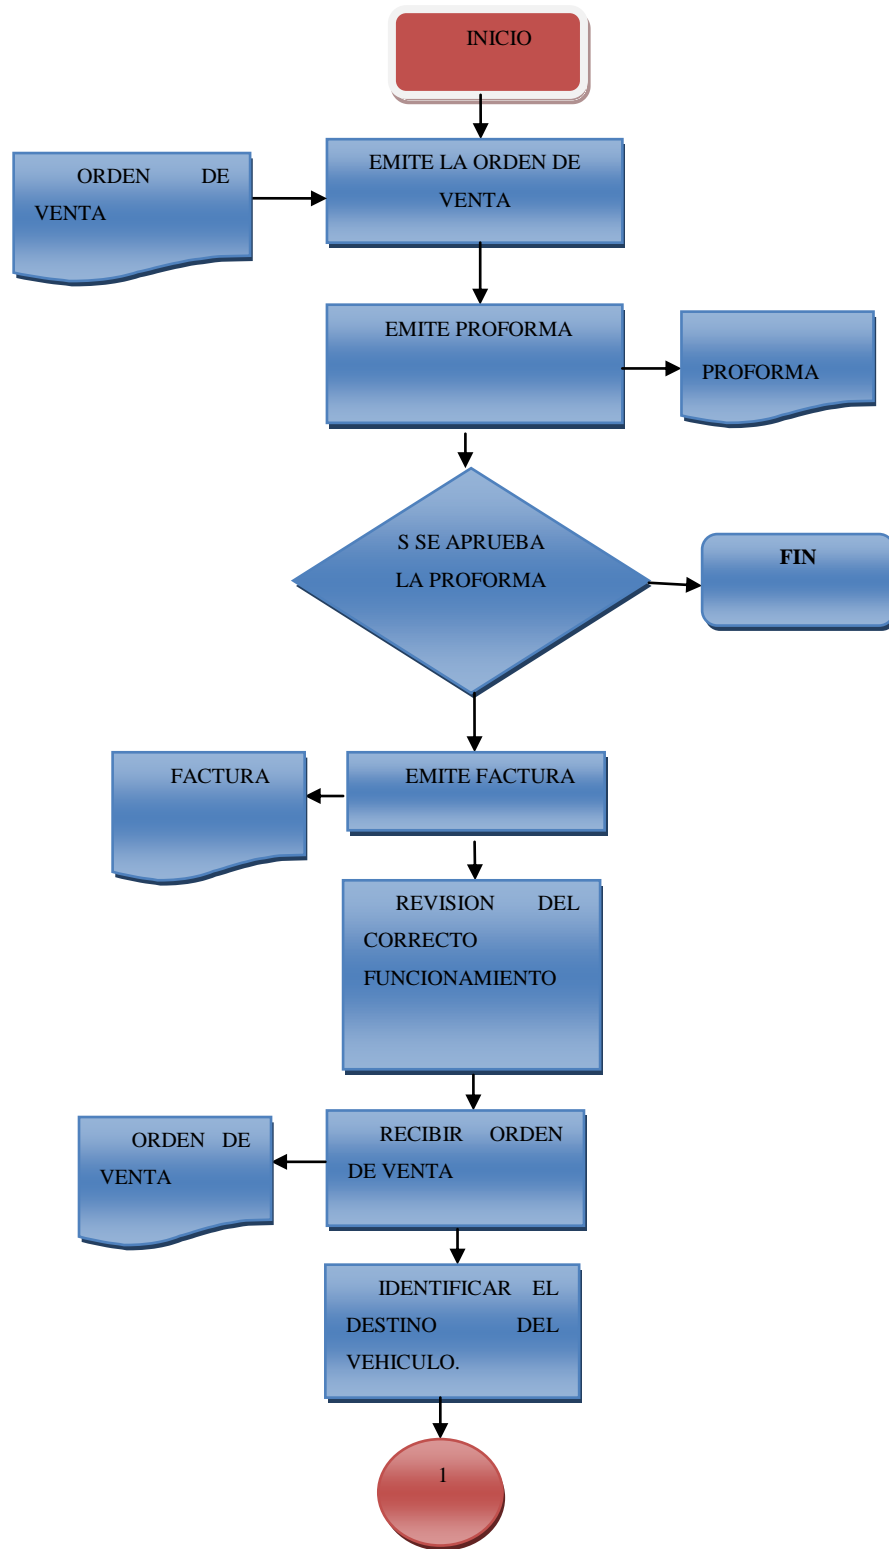 INICIO
ORDEN DE
VENTA
EMITE LA ORDEN DE
VENTA
EMITE PROFORMA
PROFORMA
S SE APRUEBA
LA PROFORMA
FIN
FACTURA
EMITE FACTURA
REVISION DEL
CORRECTO
FUNCIONAMIENTO
ORDEN DE
VENTA
RECIBIR ORDEN
DE VENTA
IDENTIFICAR EL
DESTINO DEL
VEHICULO.
1